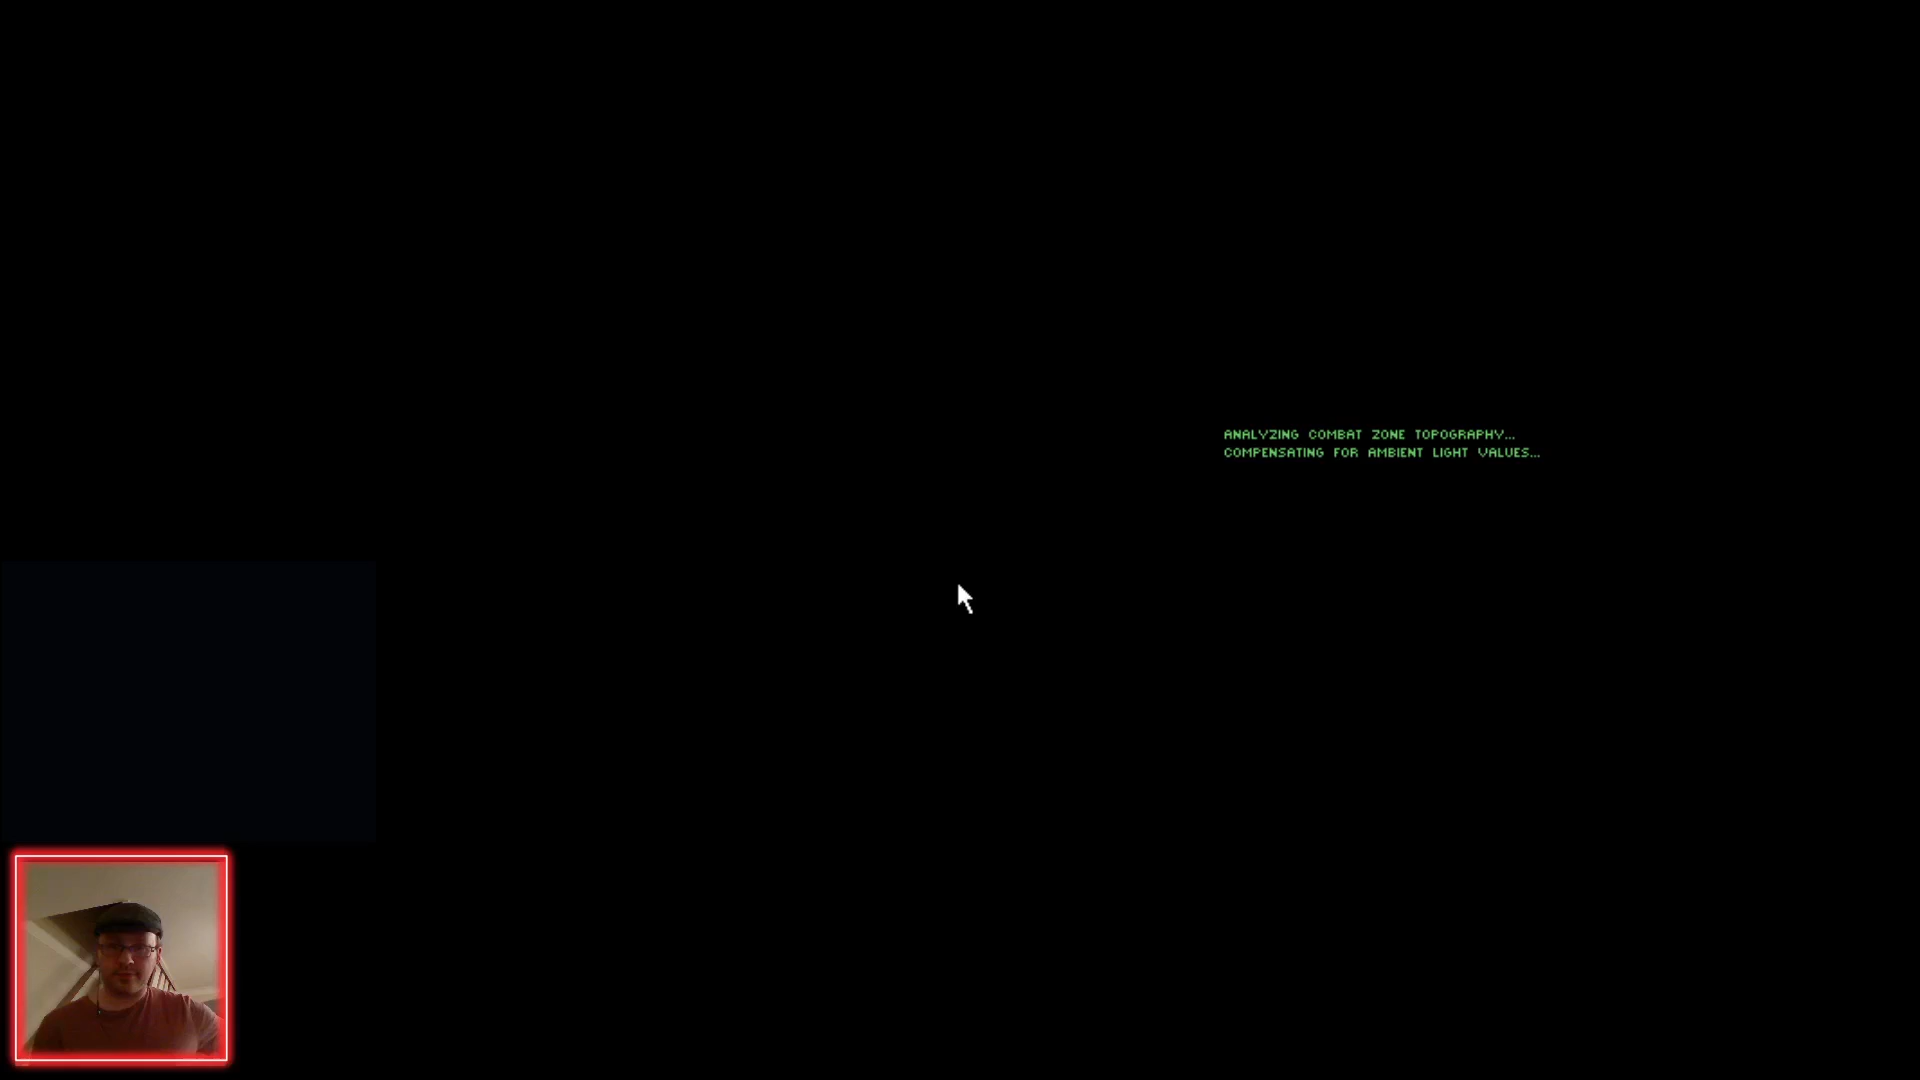 ANALYZING COMBAT ZONE TOPOGRAPHY...
COMPENSATING FOR AMBIENT LIGHT VALUES...